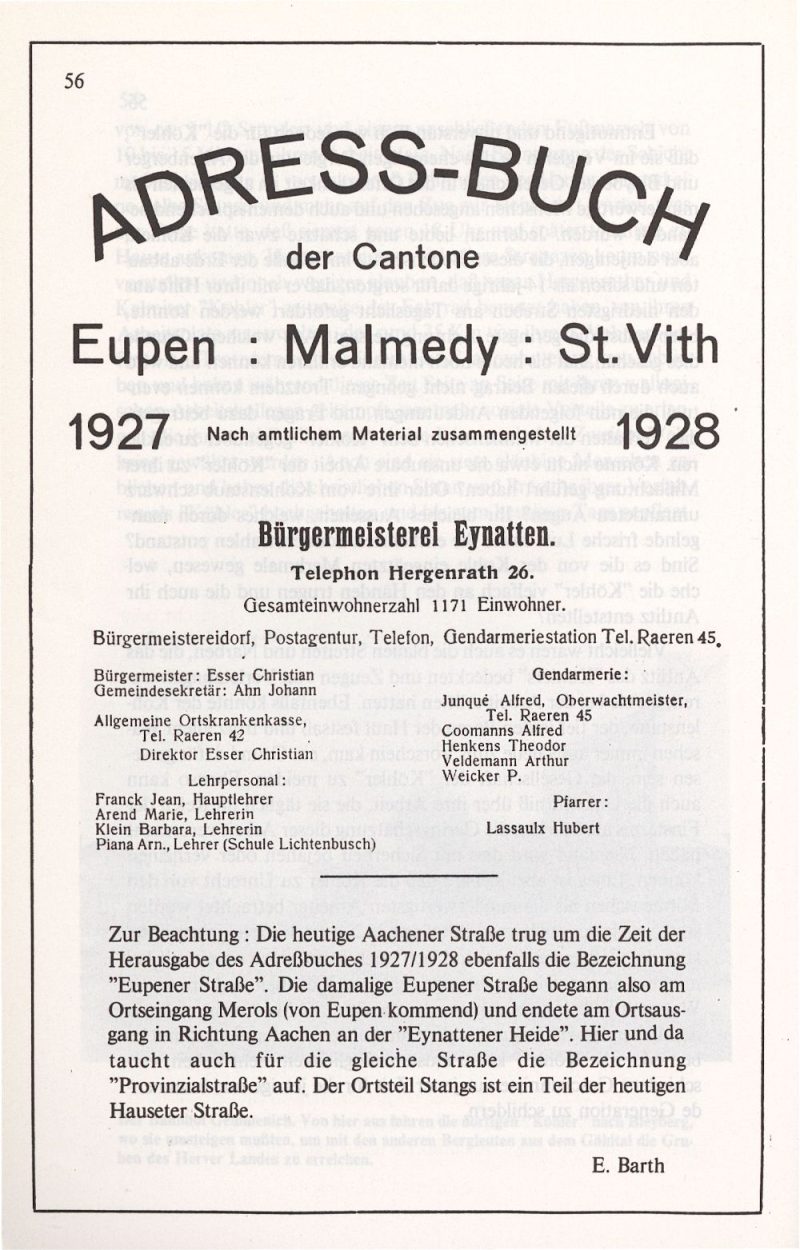 56
ADRESS-BUCH
der Cantone
Eupen · Mamedy · St.Vith
1927 Nach amtlichem Material zusammengestellt 1928
Bürgermeisterei Eynatten.
Telephon Hergenrath 26.
Gesamteinwohnerzahl 1171 Einwohner.
Bürgermeistereidorf, Postagentur, Telefon, Gendarmeriestation Tel. Raeren 45.
Bürgermeister: Esser Christian
Gemeindesekretär: Ahn Johann
Allgemeine Ortskrankenkasse,
Tel. Raeren 42
Direktor Esser Christian
Lehrpersonal:
Franck Jean, Hauptlehrer
Arend Marie, Lehrerin
Klein Barbara, Lehrerin
Piana Arn., Lehrer (Schule Lichtenbusch)
Gendarmerie:
Junqué Alfred, Oberwachtmeister,
Tel. Raeren 45
Coomanns Alfred
Henkens Theodor
Veldemann Arthur
Weicker P.
Pfarrer:
Lassaulx Hubert
Zur Beachtung : Die heutige Aachener Straße trug um die Zeit der
Herausgabe des Adreßbuches 1927/1928 ebenfalls die Bezeichnung
"Eupener Straße". Die damalige Eupener Straße begann also am
Ortseingang Merols (von Eupen kommend) und endete am Ortsaus-
gang in Richtung Aachen an der "Eynattener Heide". Hier und da
taucht auch für die gleiche Straße die Bezeichnung
"Provinzialstraße" auf. Der Ortsteil Stangs ist ein Teil der heutigen
Hauseter Straße.
E. Barth